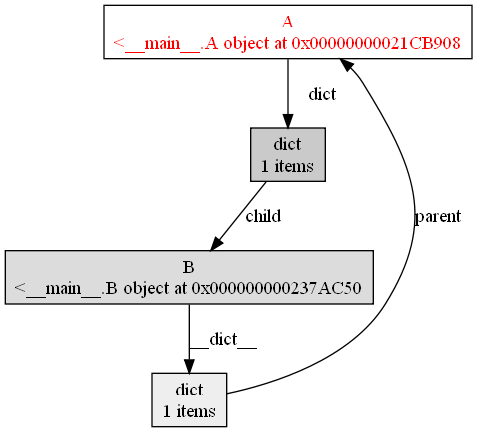 A
<__main__.A object at 0x00000000021CB908
dict
dict
1 items
child
parent
B
<__main__.B object at 0x000000000237AC50
__dict__
dict
1 items